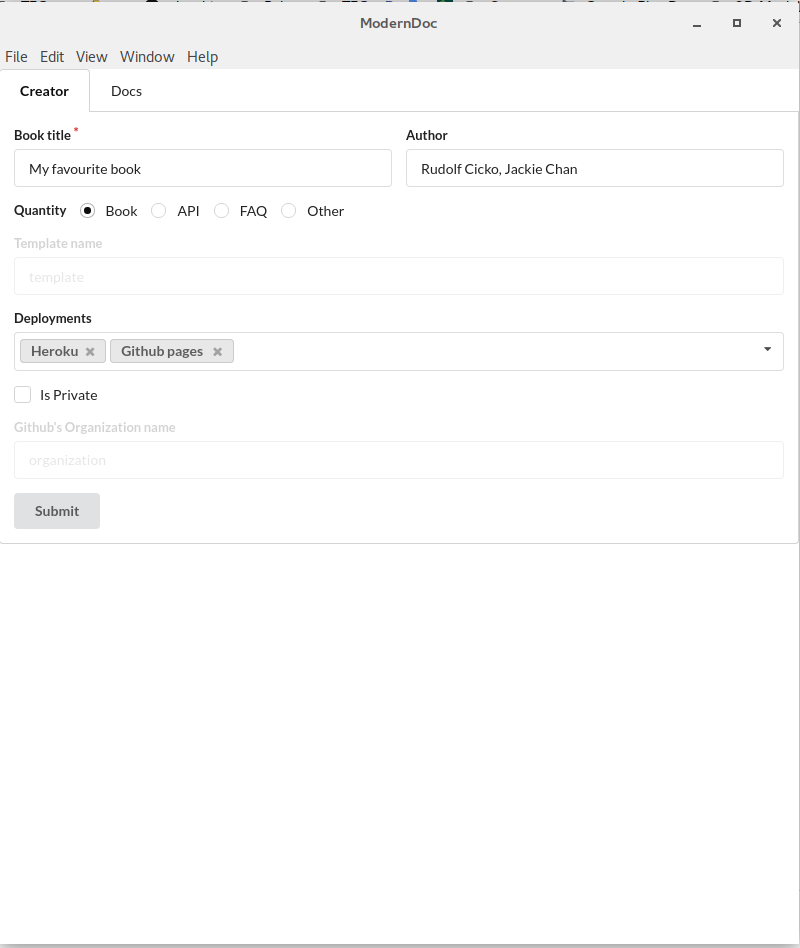 ModernDoc
File Edit View Window Help
Creator Docs
Book title * Author
My favourite book Rudolf Cicko, Jackie Chan
Quantity Book API FAQ Other
Template name
template
Deployments
Heroku Github pages
Is Private
Github's Organization name
organization
Submit